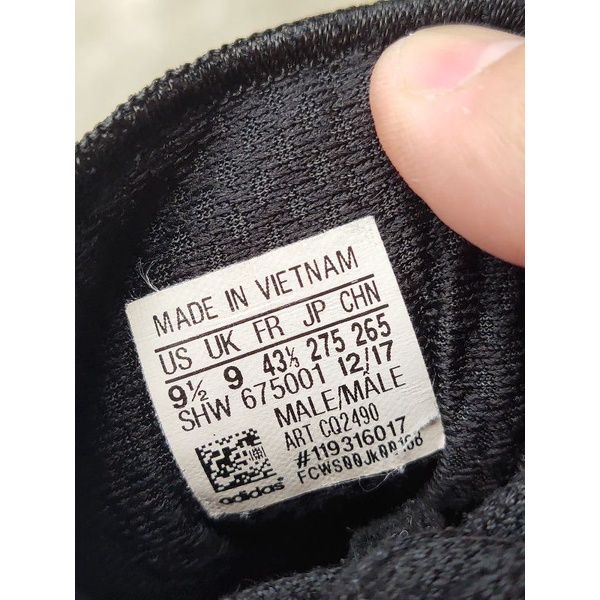 MADE IN VIETNAM
US UK FR JP CHN
9½ 9 43⅓ 275 265
SHW 675001 12/17
MALE/MÂLE
ART CQ2490
#119316017
adidas